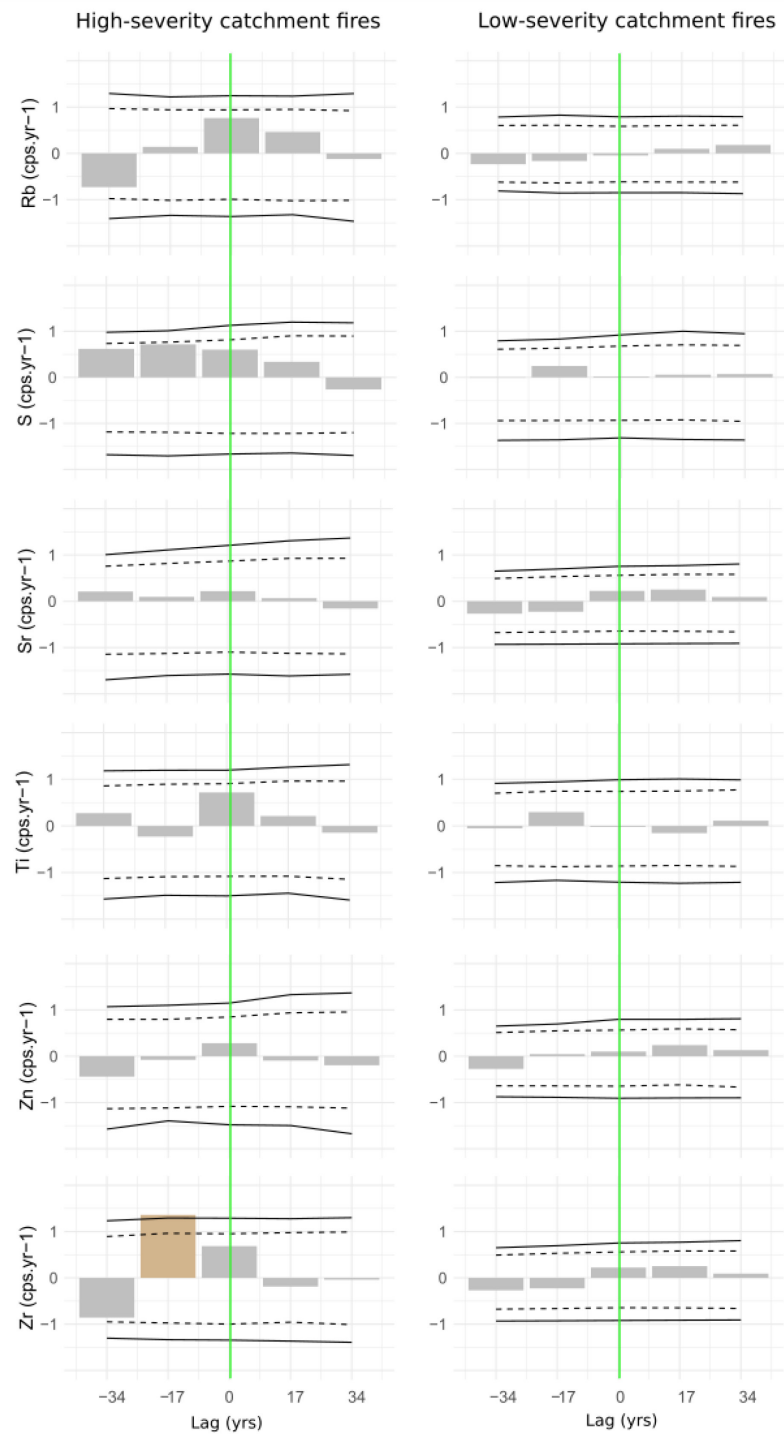 High-severity catchment fires Low-severity catchment fires
Rb (cps.yr−1)
1 1
0 0
−1 −1
S (cps.yr−1)
1 1
0 0
−1 −1
Sr (cps.yr−1)
1 1
0 0
−1 −1
Ti (cps.yr−1)
1 1
0 0
−1 −1
Zn (cps.yr−1)
1 1
0 0
−1 −1
Zr (cps.yr−1)
1 1
0 0
−1 −1
−34 −17 0 17 34 −34 −17 0 17 34
Lag (yrs) Lag (yrs)